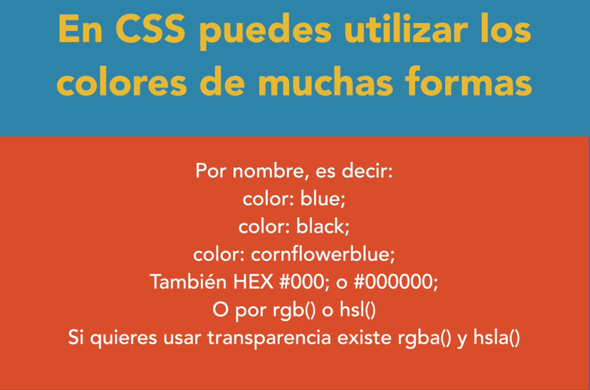 En CSS puedes utilizar los
colores de muchas formas
Por nombre, es decir:
color: blue;
color: black;
color: cornflowerblue;
También HEX #000; o #000000;
O por rgb() o hsl()
Si quieres usar transparencia existe rgba() y hsla()